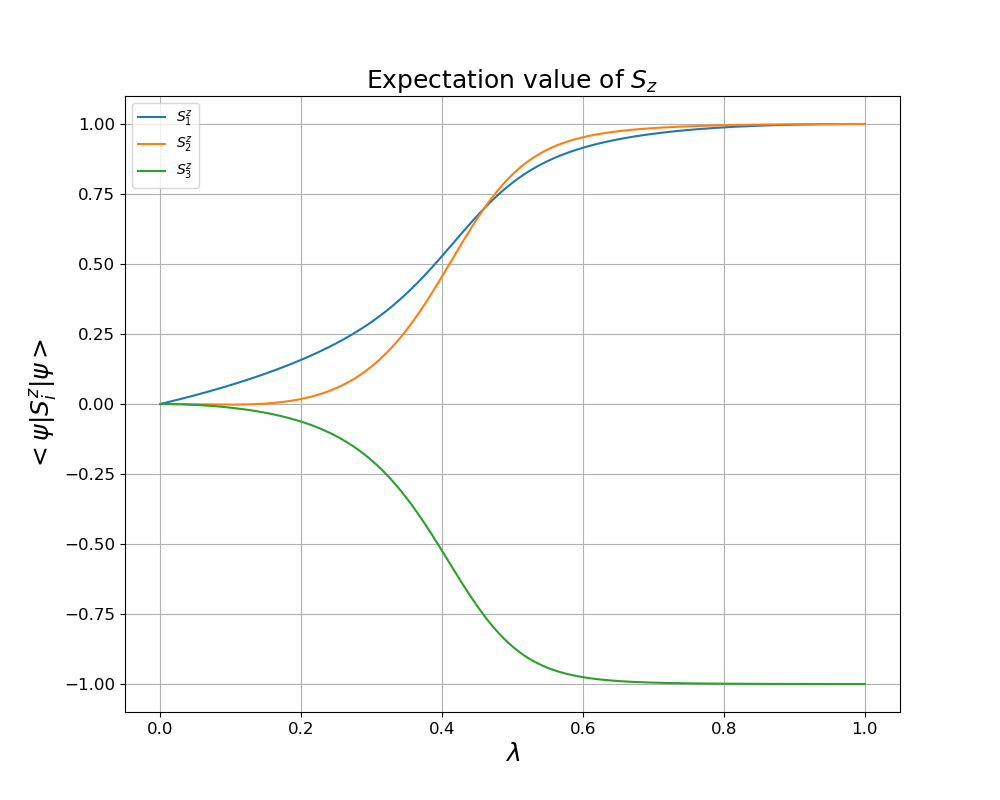 Expectation value of $S_z$
$S_1^z$
$S_2^z$
$S_3^z$
1.00
0.75
0.50
0.25
0.00
−0.25
−0.50
−0.75
−1.00
$<\psi|S_i^z|\psi>$
0.0 0.2 0.4 0.6 0.8 1.0
λ